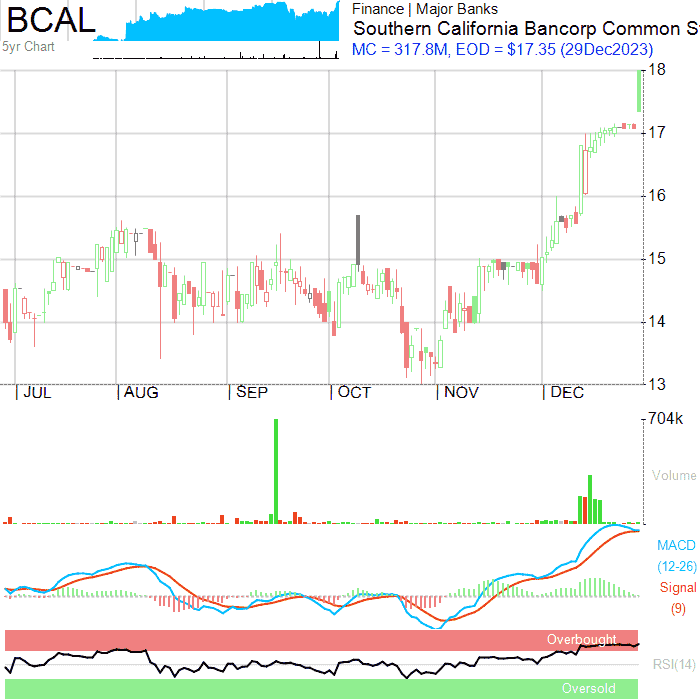 BCAL
5yr Chart
Finance | Major Banks
Southern California Bancorp Common S
MC = 317.8M, EOD = $17.35 (29Dec2023)
18
17
16
15
14
13
JUL AUG SEP OCT NOV DEC
704k
Volume
MACD
(12-26)
Signal
(9)
Overbought
RSI(14)
Oversold